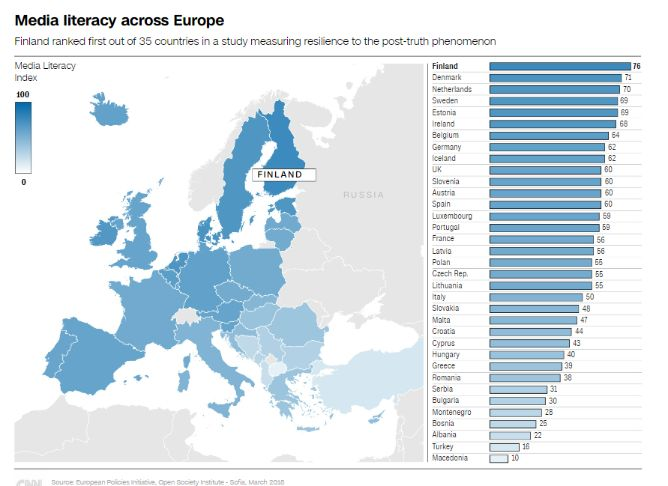 Media literacy across Europe
Finland ranked first out of 35 countries in a study measuring resilience to the post-truth phenomenon
Media Literacy
Index
100
0
FINLAND
RUSSIA
Finland 76
Denmark 71
Netherlands 70
Sweden 69
Estonia 69
Ireland 68
Belgium 64
Germany 62
Iceland 62
UK 60
Slovenia 60
Austria 60
Spain 60
Luxembourg 59
Portugal 59
France 56
Latvia 56
Polan 55
Czech Rep. 55
Lithuania 55
Italy 50
Slovakia 48
Malta 47
Croatia 44
Cyprus 43
Hungary 40
Greece 39
Romania 38
Serbia 31
Bulgaria 30
Montenegro 28
Bosnia 25
Albania 22
Turkey 16
Macedonia 10
CNN
Source: European Policies Initiative, Open Society Institute - Sofia, March 2018